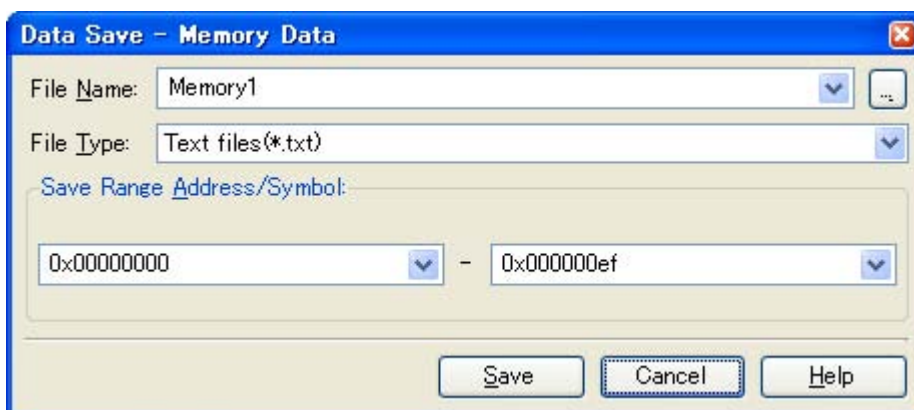 Data Save - Memory Data
File Name: Memory1 ...
File Type: Text files(*.txt)
Save Range Address/Symbol:
0x00000000 - 0x000000ef
Save Cancel Help